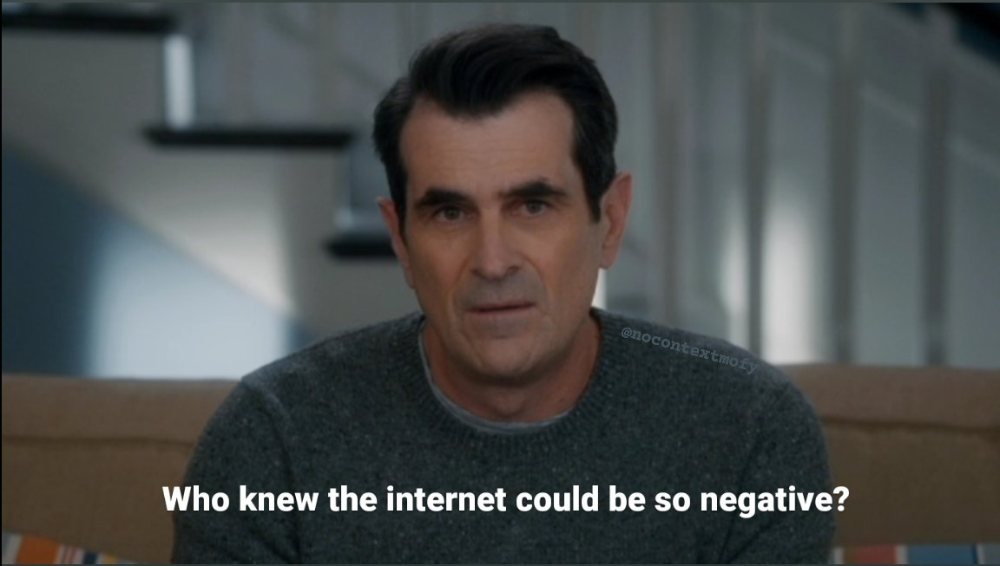 @nocontextmofy
Who knew the internet could be so negative?